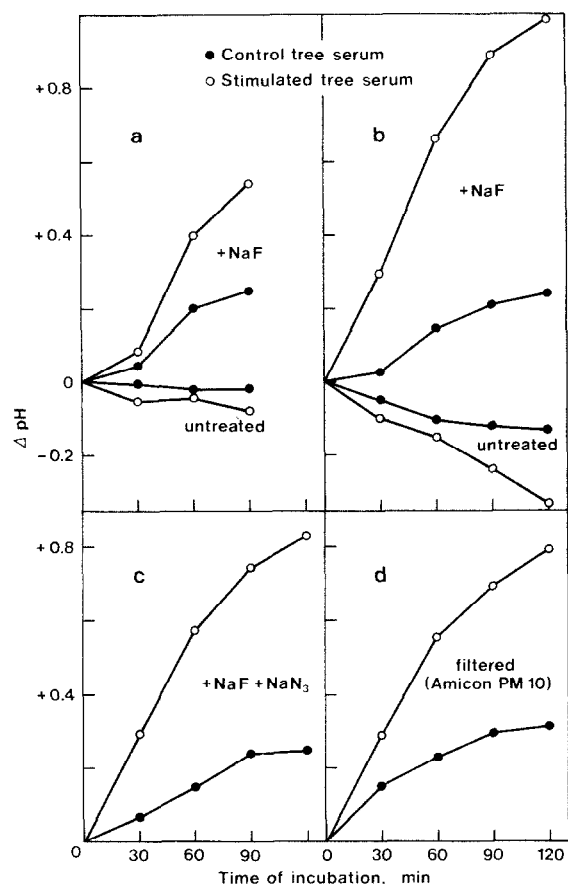 ● Control tree serum
○ Stimulated tree serum
+0.8
+0.4
0
-0.2
Δ pH
a
+NaF
untreated
b
+NaF
untreated
+0.8
+0.4
c
+NaF +NaN₃
d
filtered
(Amicon PM 10)
0 30 60 90 0 30 60 90 120
Time of incubation, min